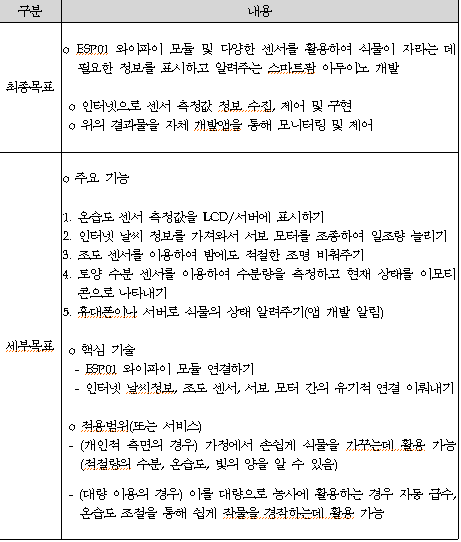 구분 내용
최종목표
o ESP01 와이파이 모듈 및 다양한 센서를 활용하여 식물이 자라는 데
필요한 정보를 표시하고 알려주는 스마트팜 아두이노 개발
o 인터넷으로 센서 측정값 정보 수집, 제어 및 구현
o 위의 결과물을 자체 개발앱을 통해 모니터링 및 제어
세부목표
o 주요 기능
1. 온습도 센서 측정값을 LCD/서버에 표시하기
2. 인터넷 날씨 정보를 가져와서 서보 모터를 조종하여 일조량 늘리기
3. 조도 센서를 이용하여 밤에도 적절한 조명 비춰주기
4. 토양 수분 센서를 이용하여 수분량을 측정하고 현재 상태를 이모티
콘으로 나타내기
5. 휴대폰이나 서버로 식물의 상태 알려주기(앱 개발 알림)
o 핵심 기술
- ESP01 와이파이 모듈 연결하기
- 인터넷 날씨정보, 조도 센서, 서보 모터 간의 유기적 연결 이뤄내기
o 적용범위(또는 서비스)
- (개인적 측면의 경우) 가정에서 손쉽게 식물을 가꾸는데 활용 가능
(적절량의 수분, 온습도, 빛의 양을 알 수 있음)
- (대량 이용의 경우) 이를 대량으로 농사에 활용하는 경우 자동 급수,
온습도 조절을 통해 쉽게 작물을 경작하는데 활용 가능